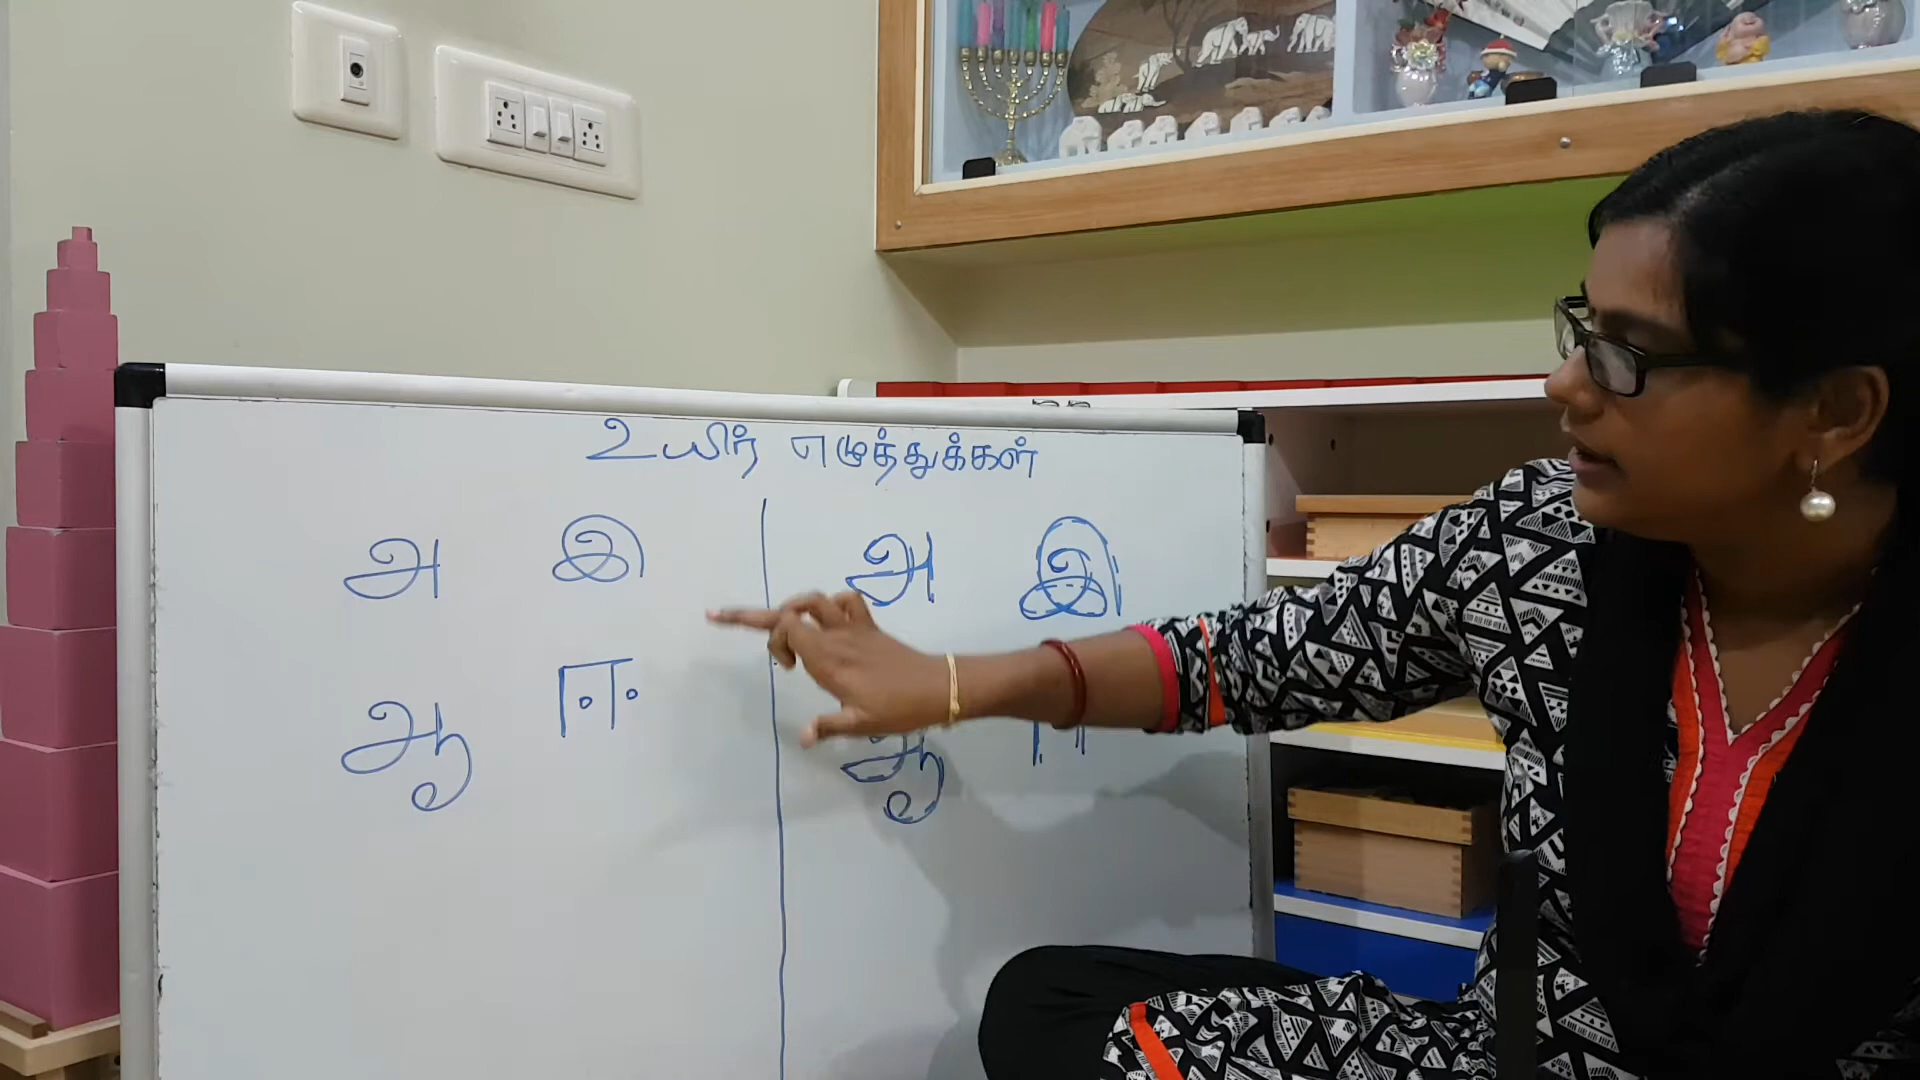 உயிர் எழுத்துக்கள்
அ இ அ இ
ஆ ஈ ஆ